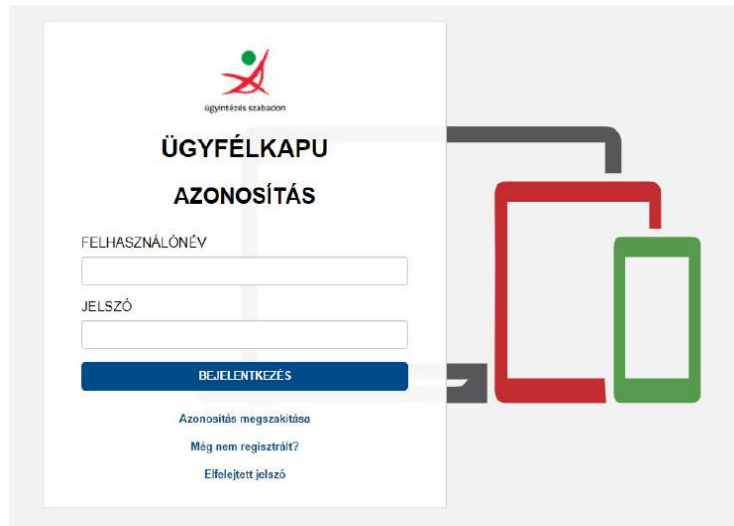 ügyintézés szabadon
ÜGYFÉLKAPU
AZONOSÍTÁS
FELHASZNÁLÓNÉV
JELSZÓ
BEJELENTKEZÉS
Azonosítás megszakítása
Még nem regisztrált?
Elfelejtett jelszó